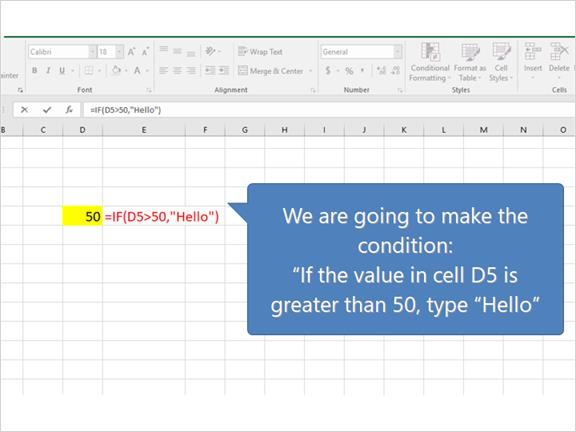 Calibri
18
A
A
Wrap Text
General
ainter
B I U
A
Merge & Center
$ % ,
Conditional Formatting
Format as Table
Cell Styles
Insert
Delete
Font
Alignment
Number
Styles
Cells
=IF(D5>50,"Hello")
B C D E F G H I J K L M N O
50 =IF(D5>50,"Hello")
We are going to make the
condition:
“If the value in cell D5 is
greater than 50, type “Hello”